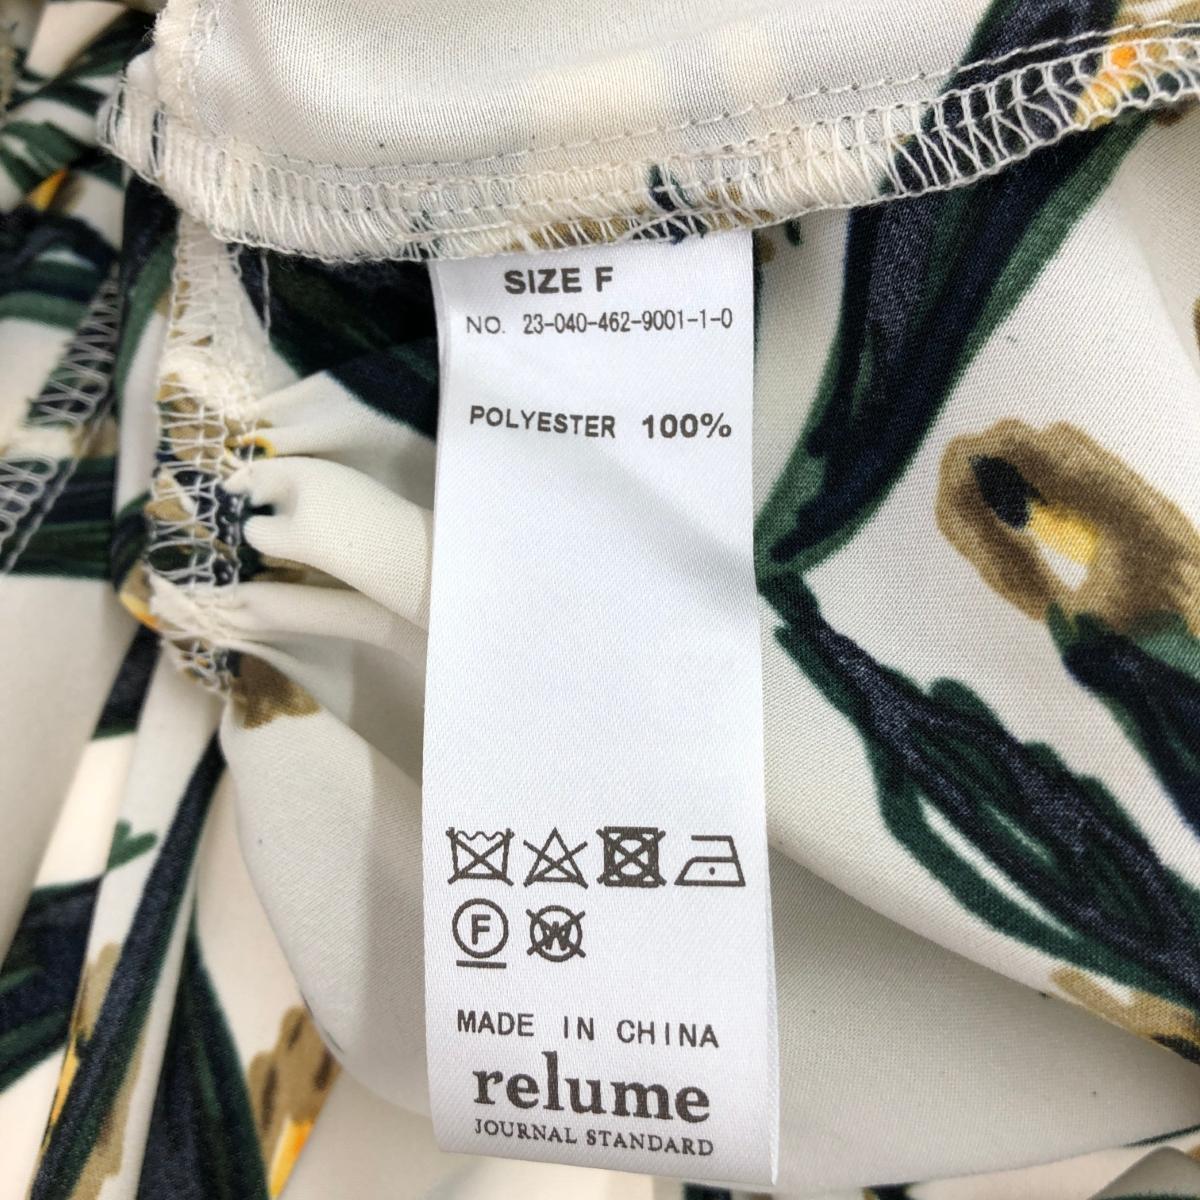 SIZE F
NO. 23-040-462-9001-1-0
POLYESTER 100%
F W
MADE IN CHINA
relume
JOURNAL STANDARD